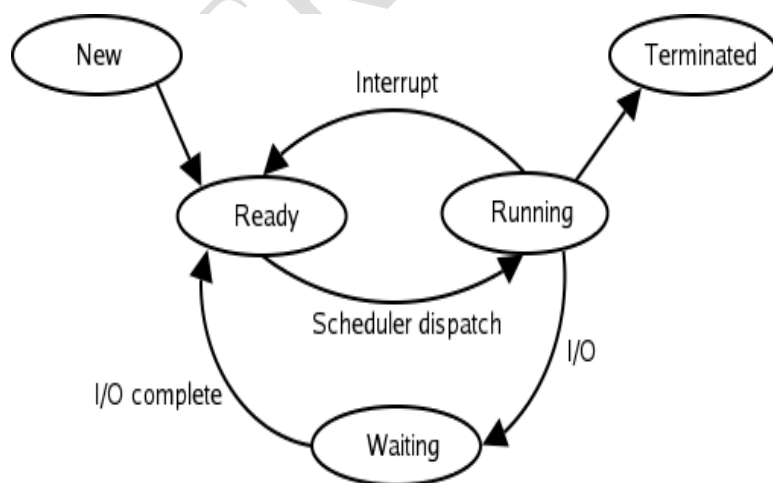 New
Terminated
Interrupt
Ready
Running
Scheduler dispatch
I/O
I/O complete
Waiting